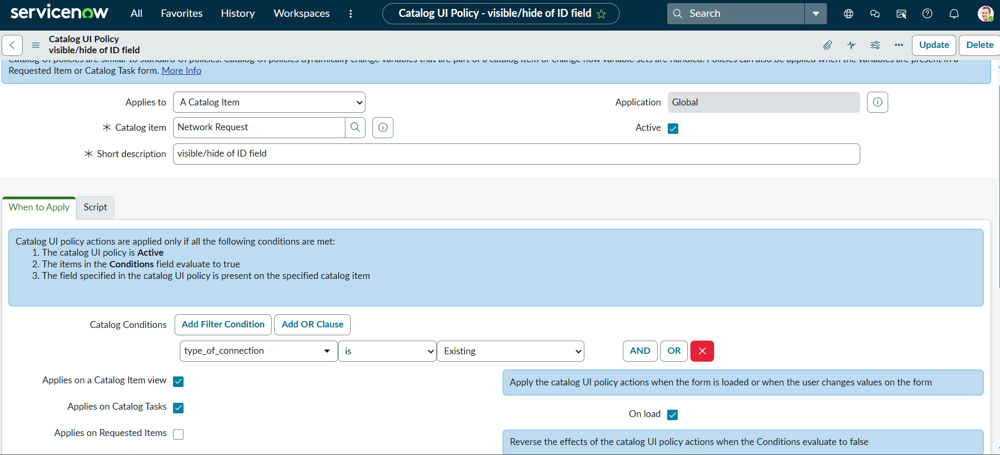 servicenow All Favorites History Workspaces Catalog UI Policy - visible/hide of ID field Search
Catalog UI Policy
visible/hide of ID field
Update Delete
Catalog UI policies are similar to standard UI policies. Catalog UI policies dynamically change variables that are part of a catalog item or change how variable sets are handled. Policies can also be applied when the variables are present in a
Requested Item or Catalog Task form. More Info
Applies to A Catalog Item Application Global
Catalog item Network Request Active
Short description visible/hide of ID field
When to Apply Script
Catalog UI policy actions are applied only if all the following conditions are met:
1. The catalog UI policy is Active
2. The items in the Conditions field evaluate to true
3. The field specified in the catalog UI policy is present on the specified catalog item
Catalog Conditions Add Filter Condition Add OR Clause
type_of_connection is Existing AND OR
Applies on a Catalog Item view Apply the catalog UI policy actions when the form is loaded or when the user changes values on the form
Applies on Catalog Tasks On load
Applies on Requested Items Reverse the effects of the catalog UI policy actions when the Conditions evaluate to false